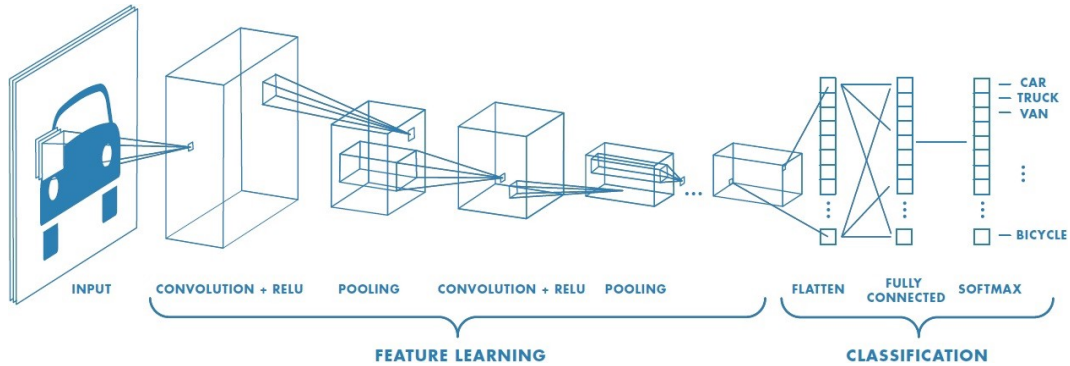 CAR
TRUCK
VAN
BICYCLE
INPUT
CONVOLUTION + RELU
POOLING
CONVOLUTION + RELU
POOLING
FLATTEN
FULLY
CONNECTED
SOFTMAX
FEATURE LEARNING
CLASSIFICATION